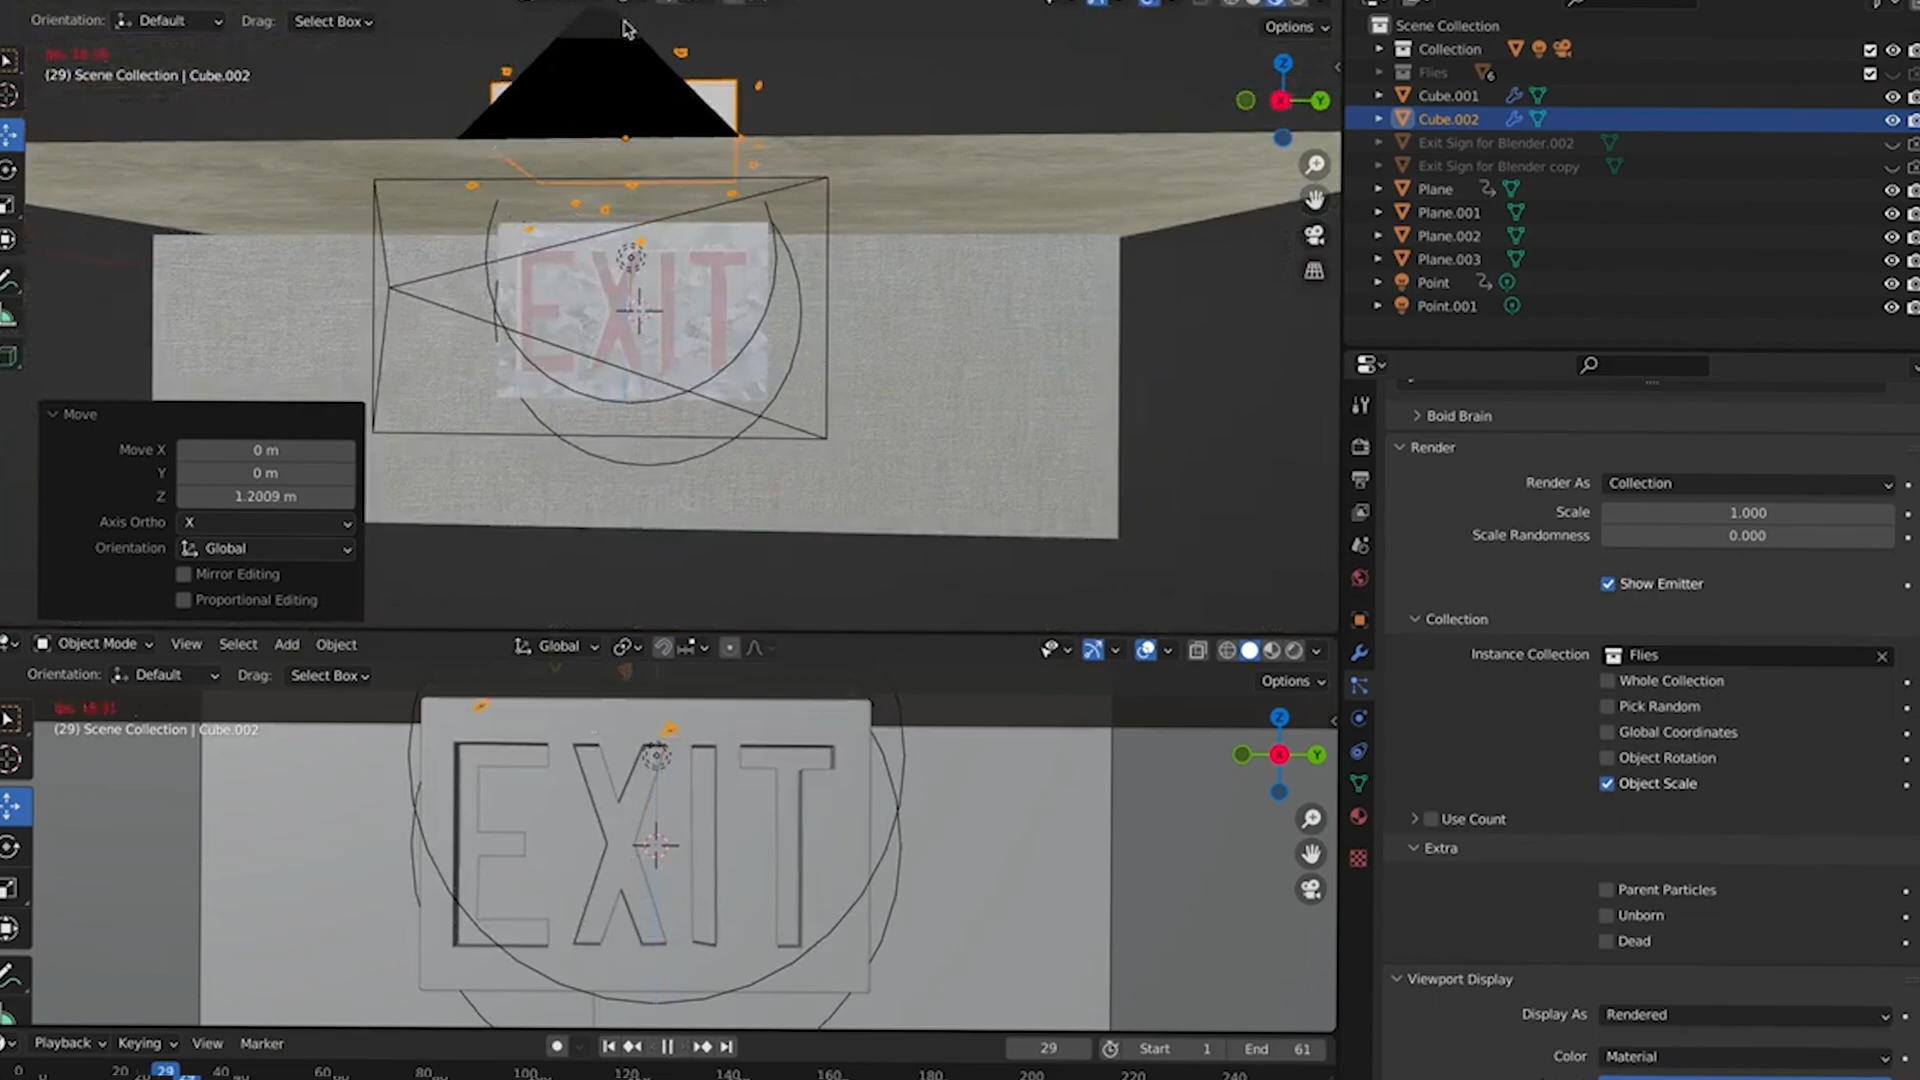 Orientation: Default Drag: Select Box
Options
(29) Scene Collection | Cube.002
Move
Move X 0 m
Y 0 m
Z 1.2009 m
Axis Ortho X
Orientation Global
Mirror Editing
Proportional Editing
EXIT
Object Mode View Select Add Object Global
Orientation: Default Drag: Select Box
Options
(29) Scene Collection | Cube.002
EXIT
Playback Keying View Marker 29 Start 1 End 61
0 20 29 40 60 80 100 120 140 160 180 200 220 240
Scene Collection
Collection
Flies 6
Cube.001
Cube.002
Exit Sign for Blender.002
Exit Sign for Blender copy
Plane
Plane.001
Plane.002
Plane.003
Point
Point.001
Boid Brain
Render
Render As Collection
Scale 1.000
Scale Randomness 0.000
Show Emitter
Collection
Instance Collection Flies
Whole Collection
Pick Random
Global Coordinates
Object Rotation
Object Scale
Use Count
Extra
Parent Particles
Unborn
Dead
Viewport Display
Display As Rendered
Color Material